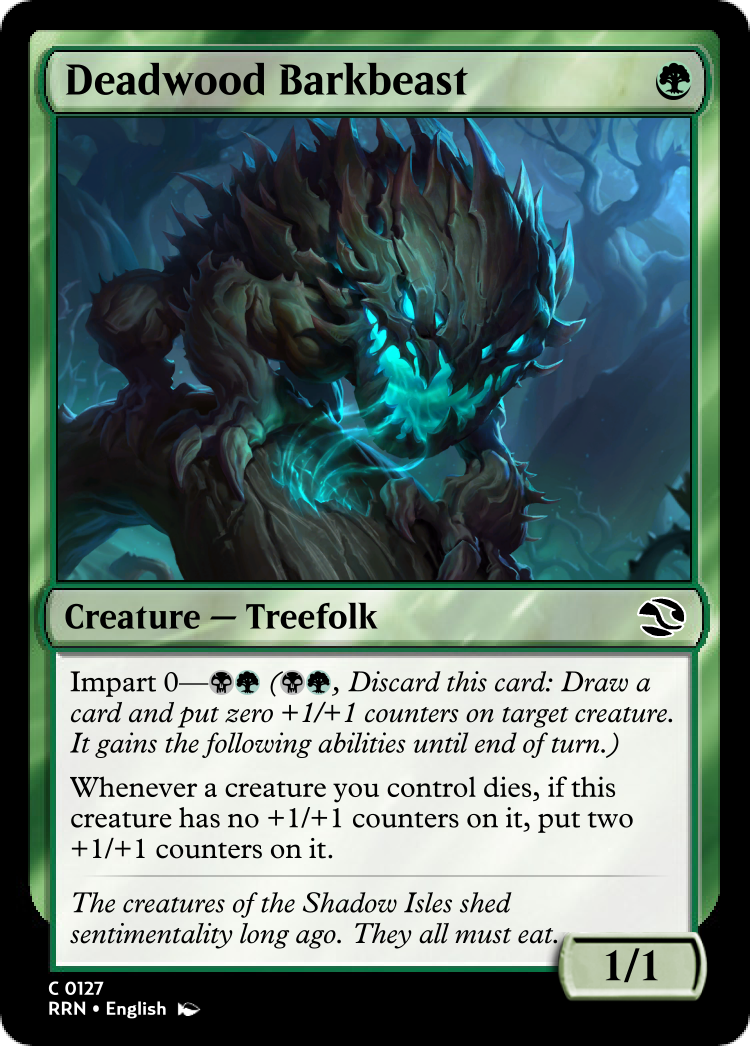 Deadwood Barkbeast
Creature — Treefolk
Impart 0— (, Discard this card: Draw a
card and put zero +1/+1 counters on target creature.
It gains the following abilities until end of turn.)
Whenever a creature you control dies, if this
creature has no +1/+1 counters on it, put two
+1/+1 counters on it.
The creatures of the Shadow Isles shed
sentimentality long ago. They all must eat.
1/1
C 0127
RRN • English